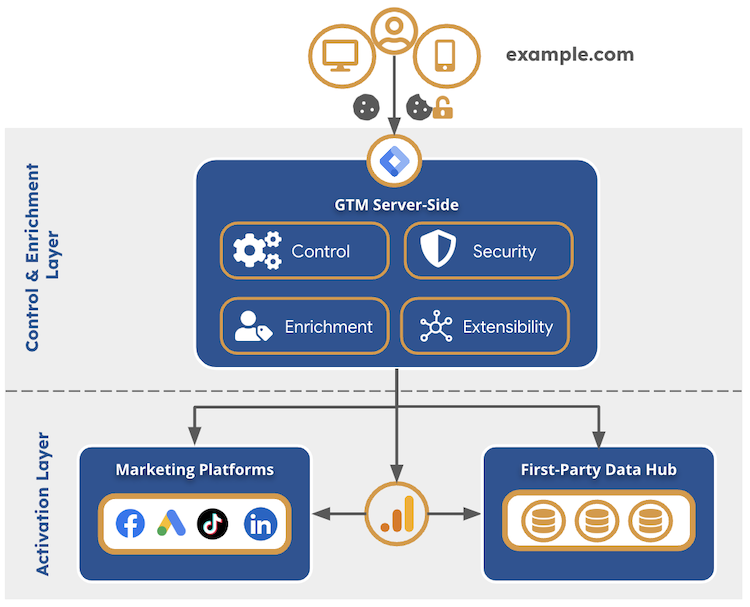 example.com
Control & Enrichment
Layer
GTM Server-Side
Control
Security
Enrichment
Extensibility
Activation Layer
Marketing Platforms
First-Party Data Hub
in